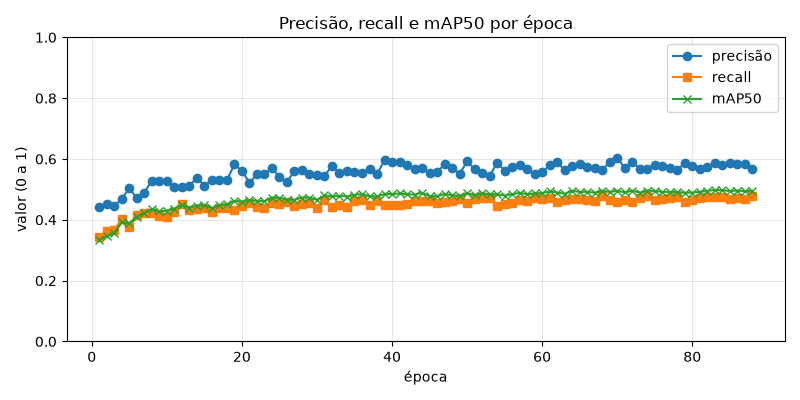 Precisão, recall e mAP50 por época
precisão
recall
mAP50
valor (0 a 1)
1.0
0.8
0.6
0.4
0.2
0.0
0
20
40
60
80
época